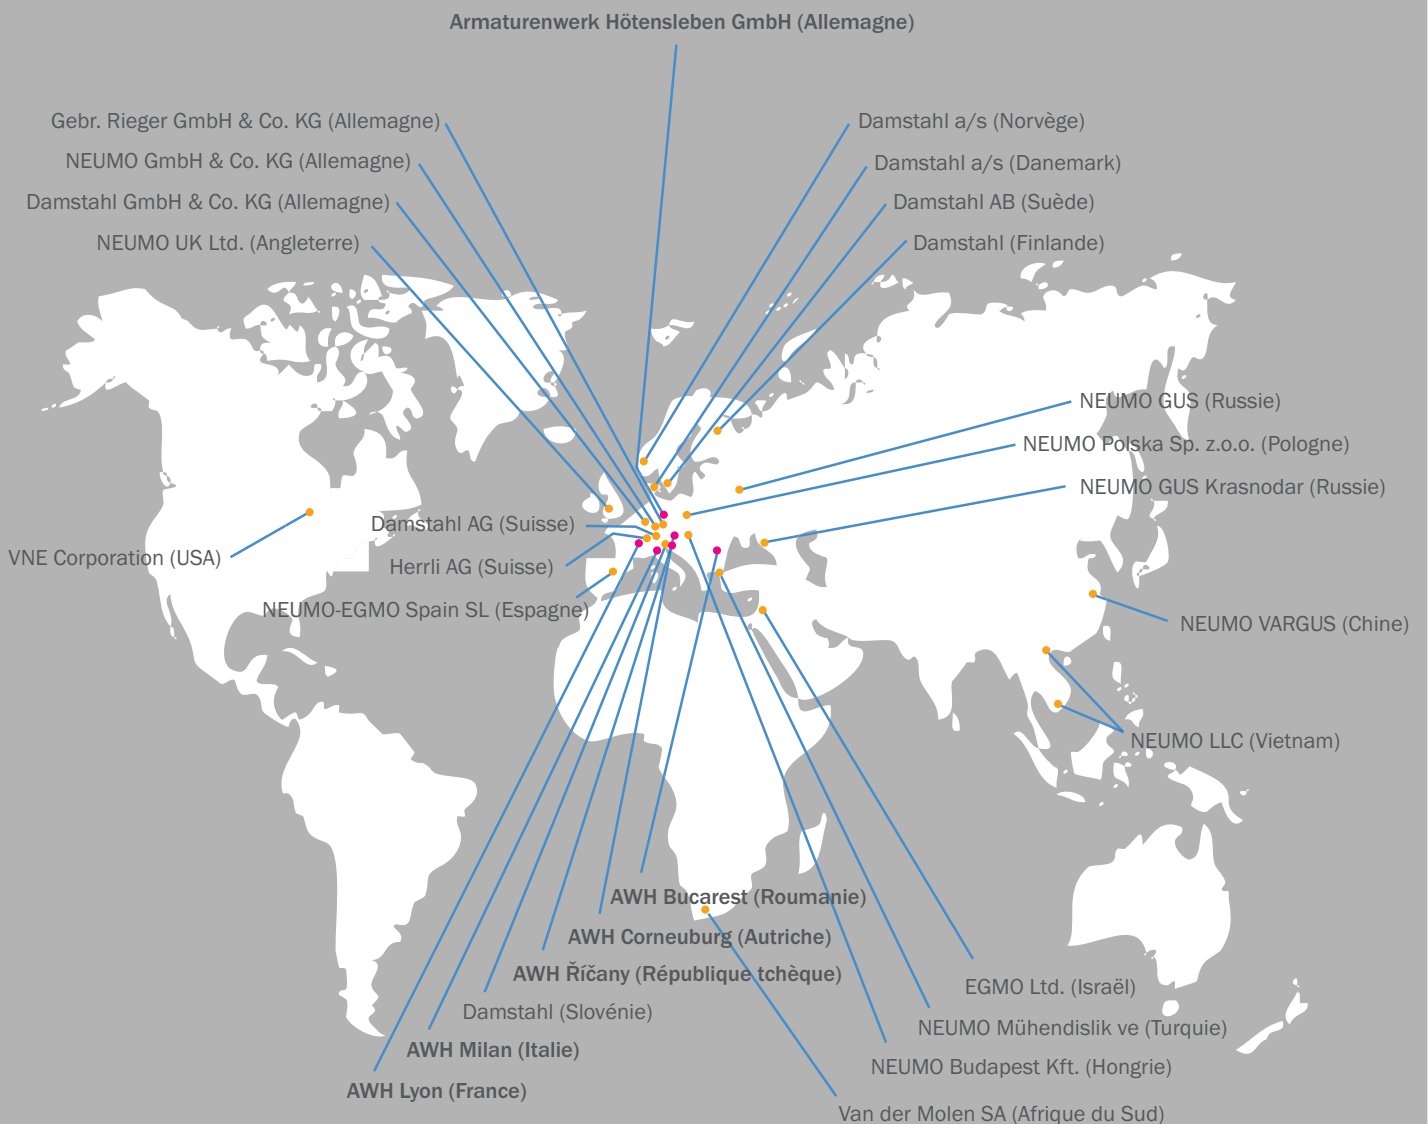 Armaturenwerk Hötensleben GmbH (Allemagne)
Gebr. Rieger GmbH & Co. KG (Allemagne)
NEUMO GmbH & Co. KG (Allemagne)
Damstahl GmbH & Co. KG (Allemagne)
NEUMO UK Ltd. (Angleterre)
Damstahl a/s (Norvège)
Damstahl a/s (Danemark)
Damstahl AB (Suède)
Damstahl (Finlande)
NEUMO GUS (Russie)
NEUMO Polska Sp. z.o.o. (Pologne)
NEUMO GUS Krasnodar (Russie)
Damstahl AG (Suisse)
VNE Corporation (USA)
Herrli AG (Suisse)
NEUMO-EGMO Spain SL (Espagne)
NEUMO VARGUS (Chine)
NEUMO LLC (Vietnam)
AWH Bucarest (Roumanie)
AWH Corneuburg (Autriche)
AWH Říčany (République tchèque)
Damstahl (Slovénie)
AWH Milan (Italie)
AWH Lyon (France)
EGMO Ltd. (Israël)
NEUMO Mühendislik ve (Turquie)
NEUMO Budapest Kft. (Hongrie)
Van der Molen SA (Afrique du Sud)